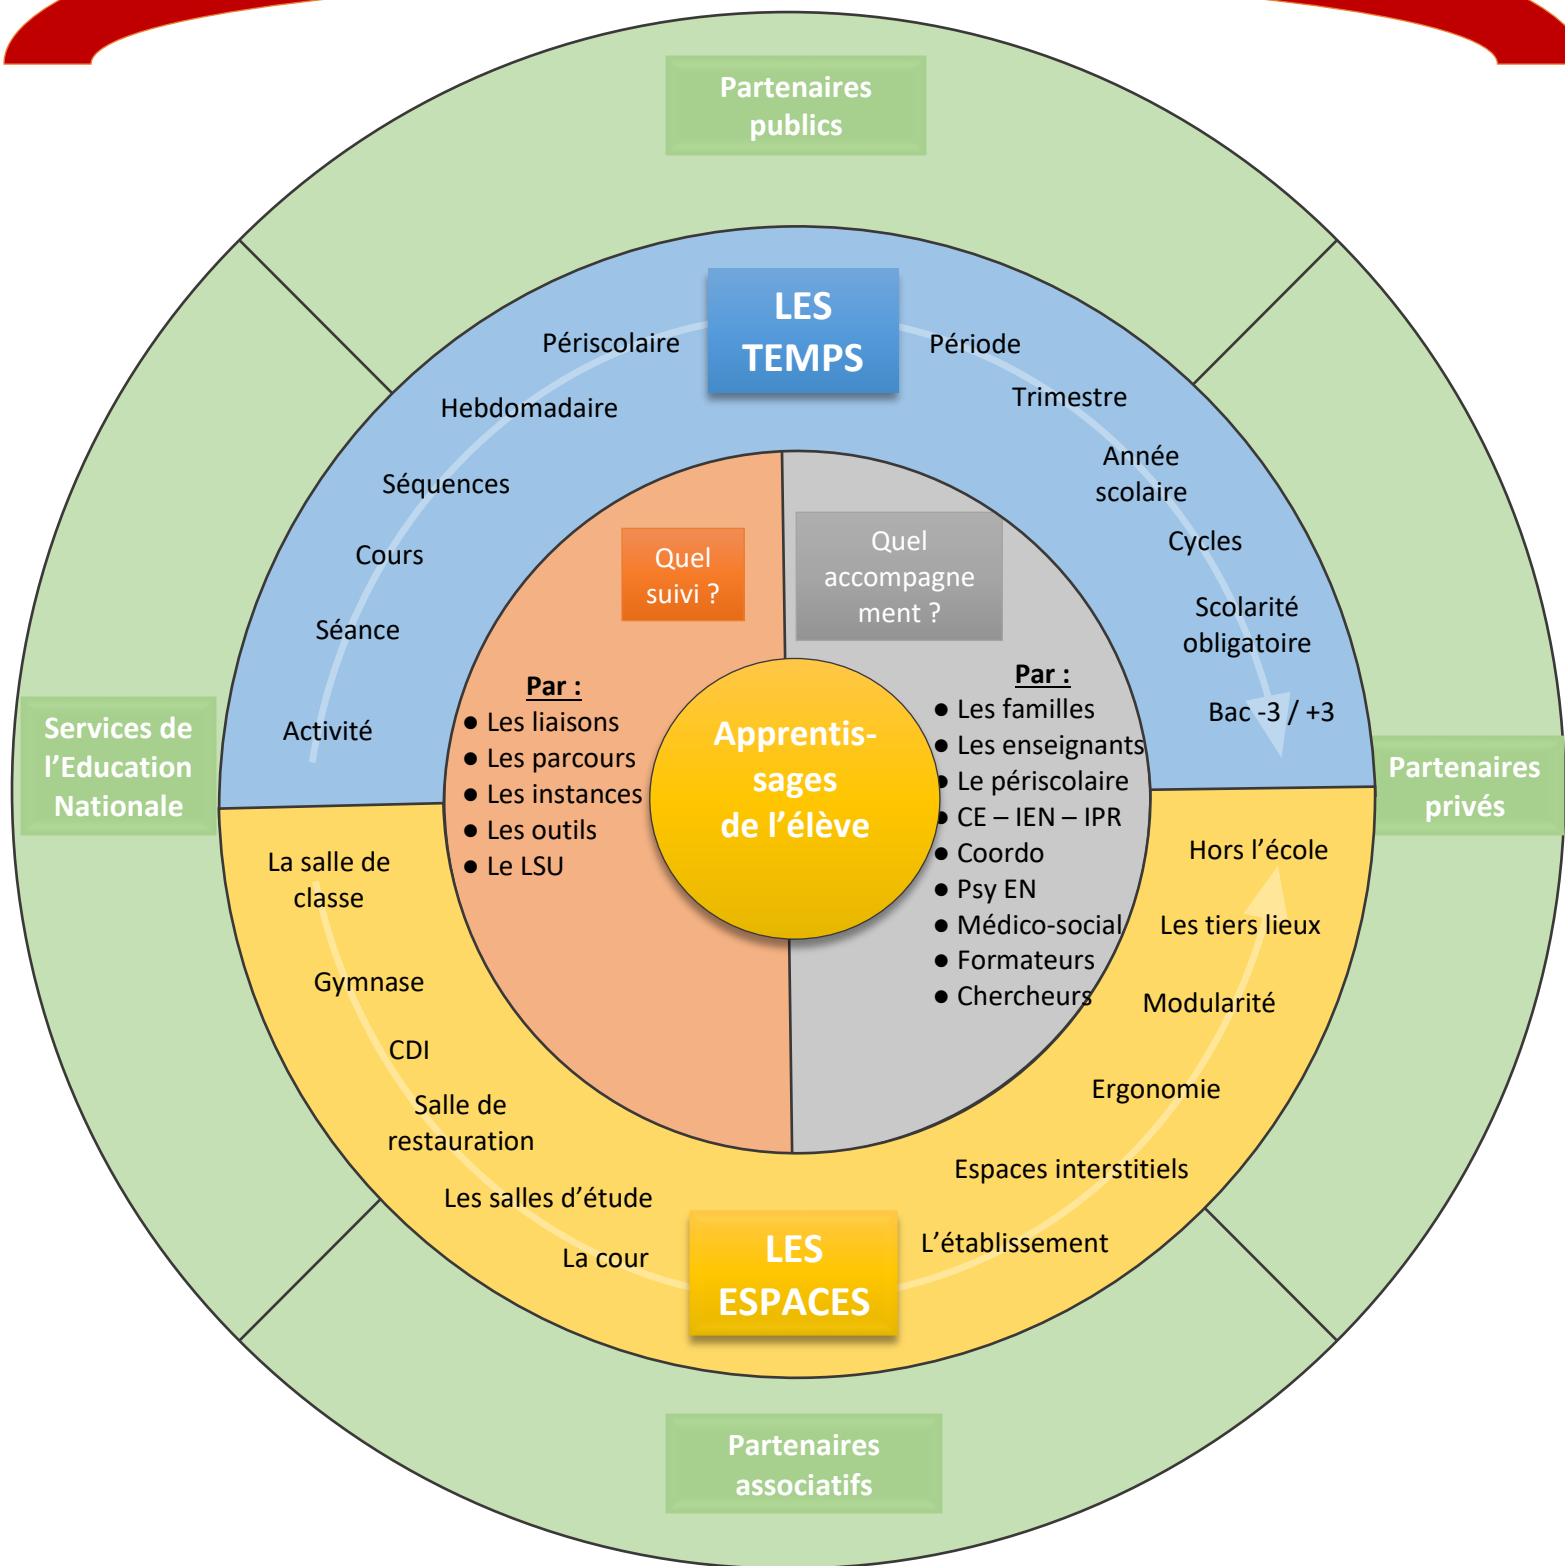 Partenaires
publics
LES
TEMPS
Périscolaire
Hebdomadaire
Séquences
Cours
Séance
Activité
Période
Trimestre
Année
scolaire
Cycles
Scolarité
obligatoire
Bac -3 / +3
Quel
suivi ?
Par :
● Les liaisons
● Les parcours
● Les instances
● Les outils
● Le LSU
Quel
accompagne
ment ?
Par :
● Les familles
● Les enseignants
● Le périscolaire
● CE – IEN – IPR
● Coordo
● Psy EN
● Médico-social
● Formateurs
● Chercheurs
Apprentis-
sages
de l’élève
Services de
l’Education
Nationale
Partenaires
privés
La salle de
classe
Gymnase
CDI
Salle de
restauration
Les salles d’étude
La cour
LES
ESPACES
L’établissement
Espaces interstitiels
Ergonomie
Modularité
Les tiers lieux
Hors l’école
Partenaires
associatifs